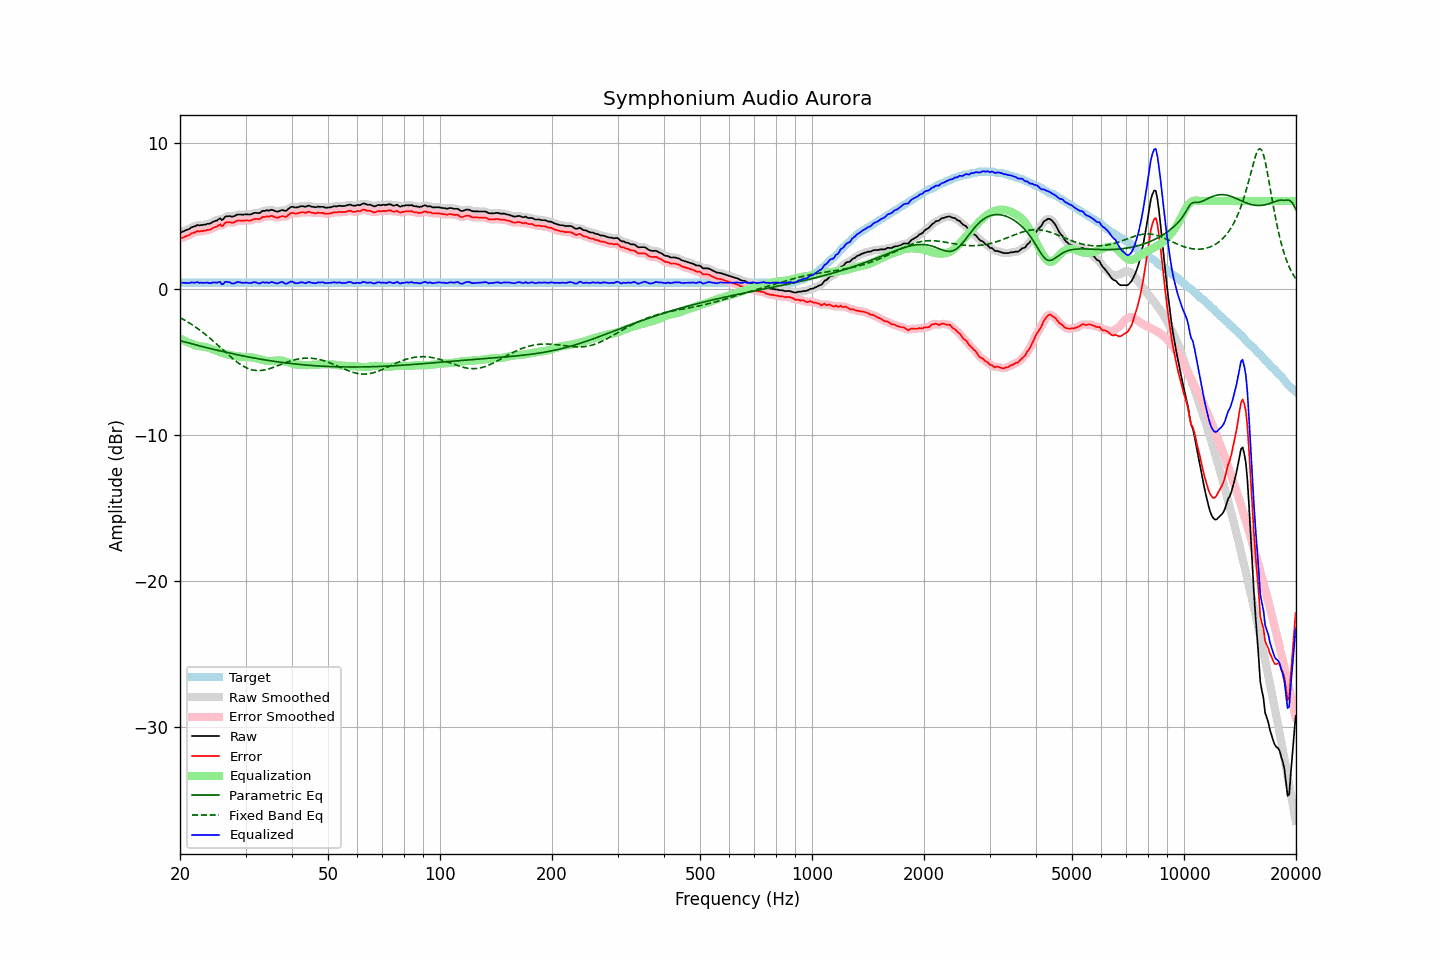 Symphonium Audio Aurora
10
0
−10
−20
−30
Amplitude (dBr)
Target
Raw Smoothed
Error Smoothed
Raw
Error
Equalization
Parametric Eq
Fixed Band Eq
Equalized
20 50 100 200 500 1000 2000 5000 10000 20000
Frequency (Hz)